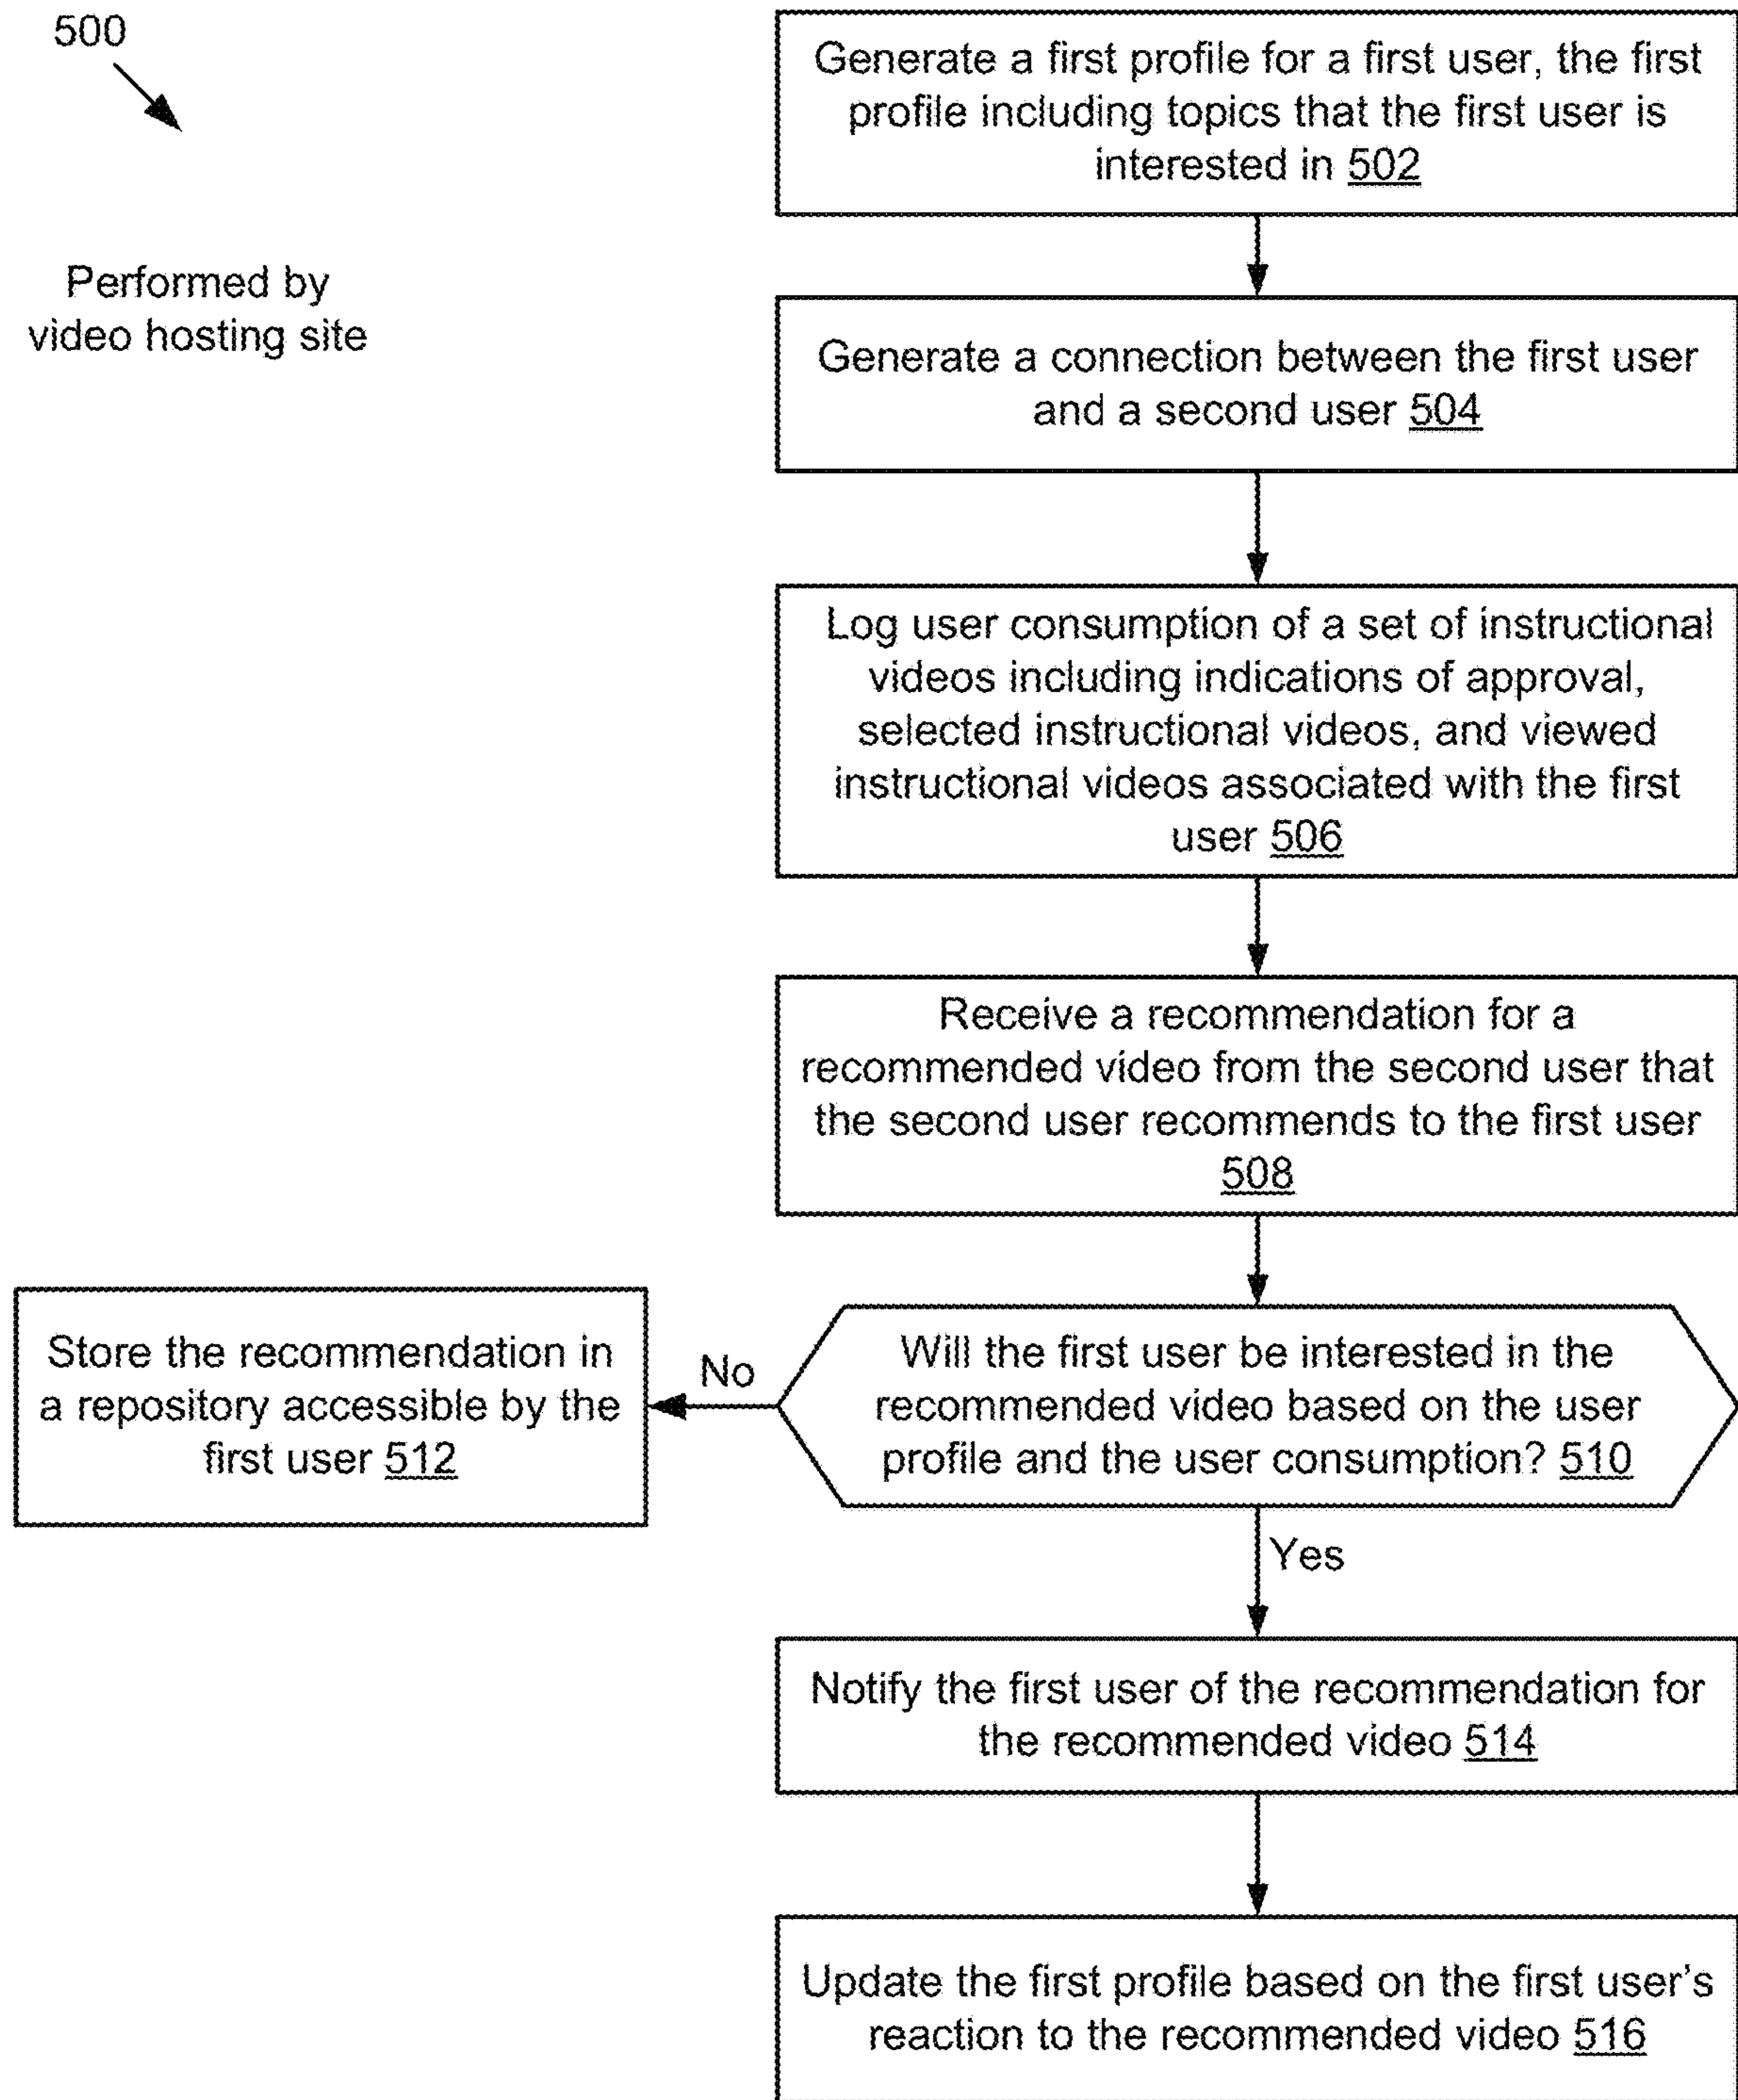 500
Performed by
video hosting site
Generate a first profile for a first user, the first
profile including topics that the first user is
interested in 502
Generate a connection between the first user
and a second user 504
Log user consumption of a set of instructional
videos including indications of approval,
selected instructional videos, and viewed
instructional videos associated with the first
user 506
Receive a recommendation for a
recommended video from the second user that
the second user recommends to the first user
508
Will the first user be interested in the
recommended video based on the user
profile and the user consumption? 510
No
Store the recommendation in
a repository accessible by the
first user 512
Yes
Notify the first user of the recommendation for
the recommended video 514
Update the first profile based on the first user's
reaction to the recommended video 516